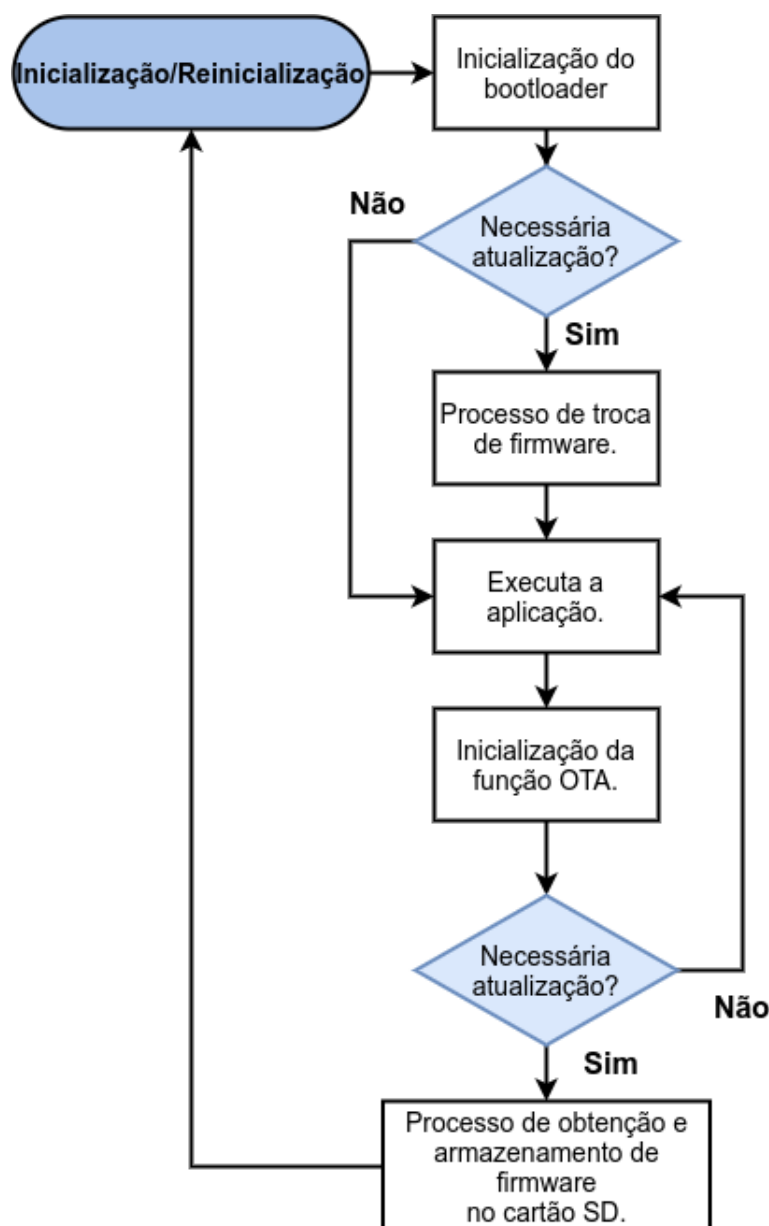 Inicialização/Reinicialização
Inicialização do
bootloader
Não
Necessária
atualização?
Sim
Processo de troca
de firmware.
Executa a
aplicação.
Inicialização da
função OTA.
Necessária
atualização?
Não
Sim
Processo de obtenção e
armazenamento de
firmware
no cartão SD.